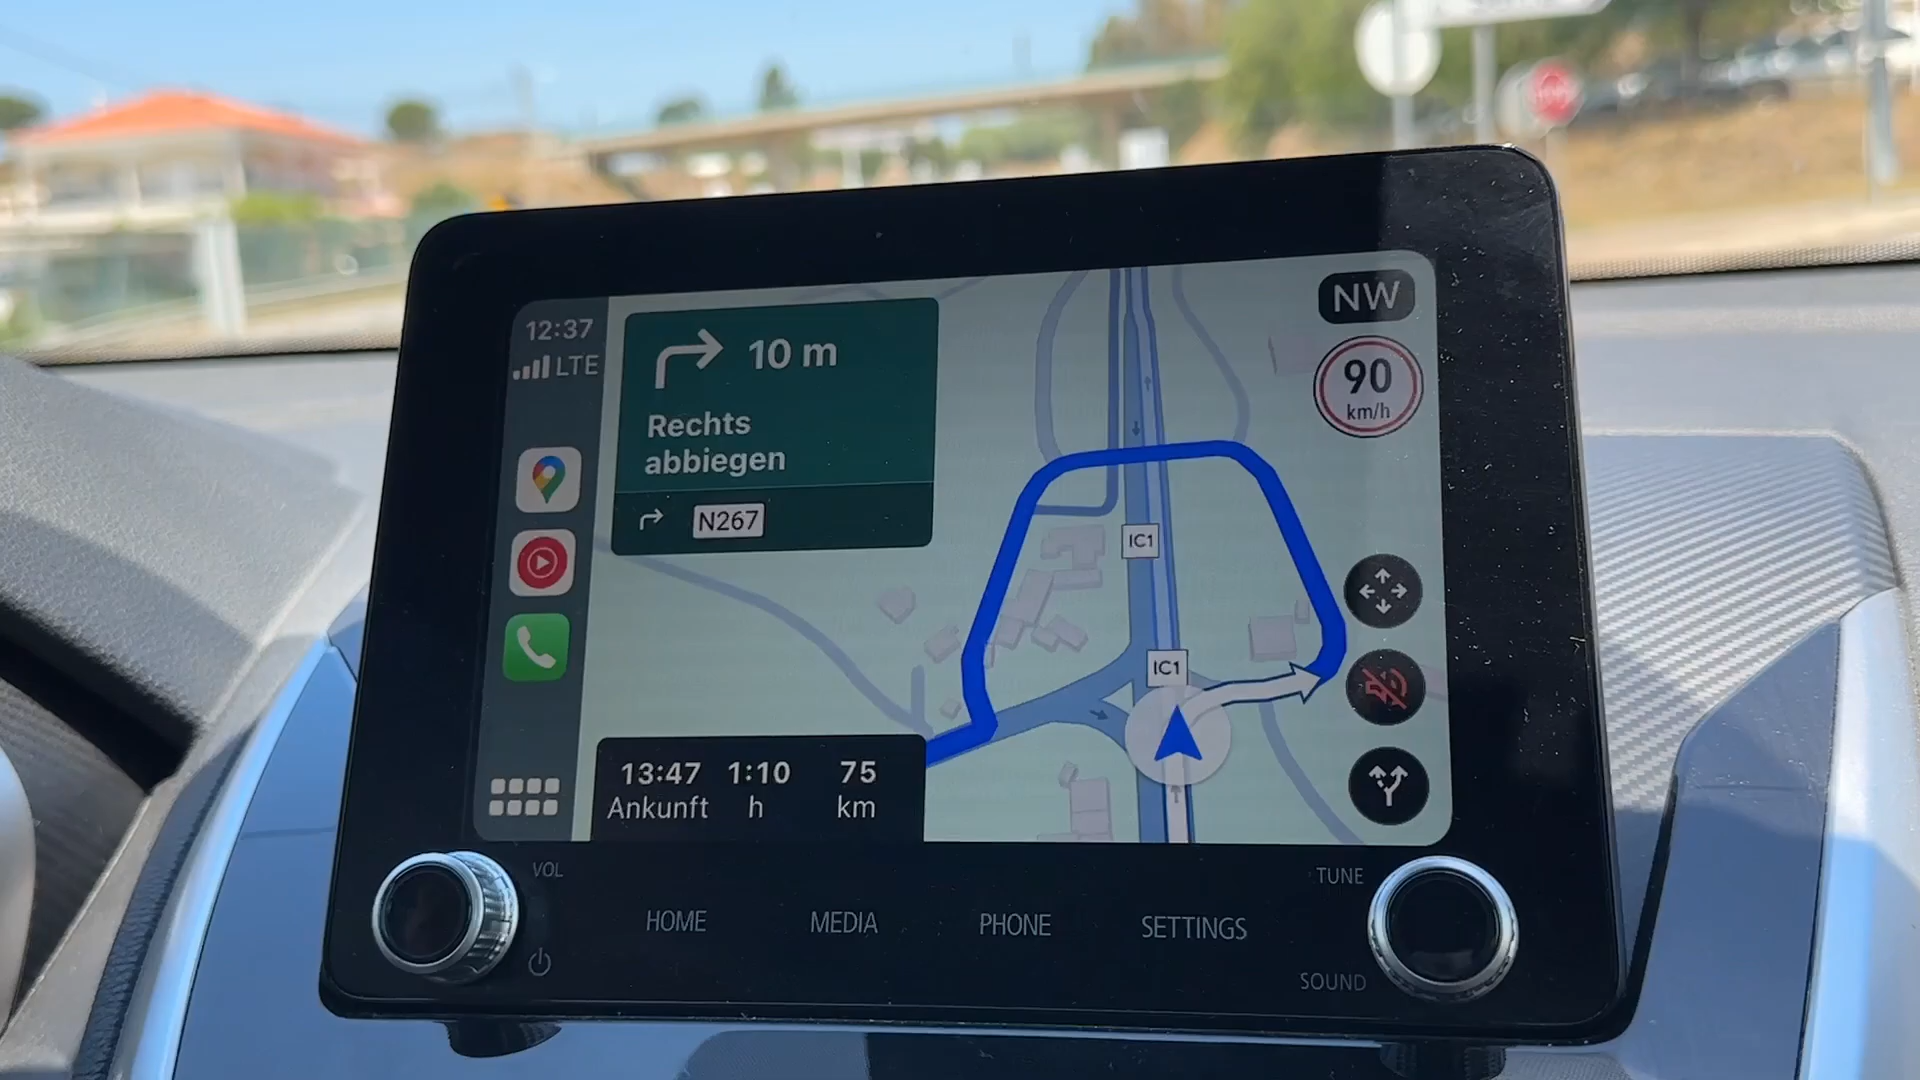 12:37
LTE
10 m
Rechts
abbiegen
N267
NW
90
km/h
IC1
IC1
13:47 1:10 75
Ankunft h km
VOL
TUNE
HOME MEDIA PHONE SETTINGS
SOUND